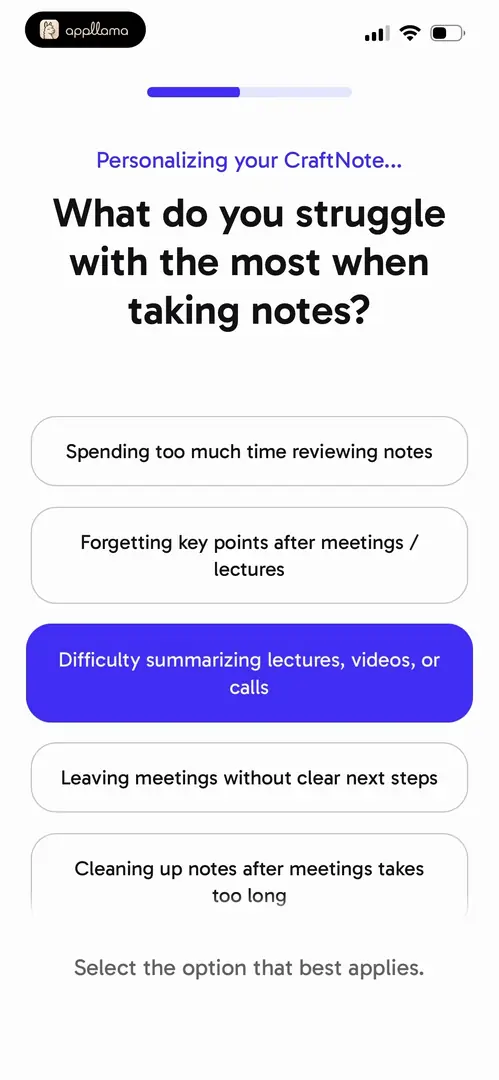 appllama
Personalizing your CraftNote...
What do you struggle
with the most when
taking notes?
Spending too much time reviewing notes
Forgetting key points after meetings /
lectures
Difficulty summarizing lectures, videos, or
calls
Leaving meetings without clear next steps
Cleaning up notes after meetings takes
too long
Select the option that best applies.